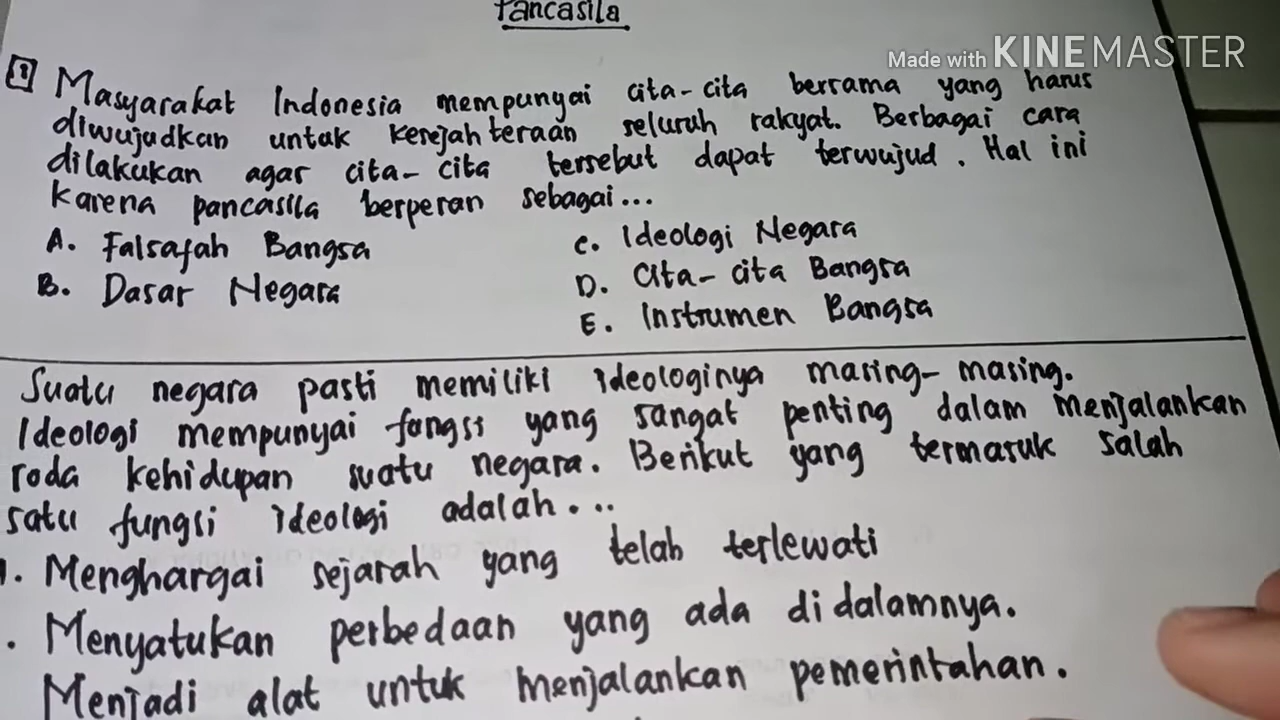 Pancasila
Made with KINEMASTER
1 Masyarakat Indonesia mempunyai cita-cita bersama yang harus
diwujudkan untuk kesejahteraan seluruh rakyat. Berbagai cara
dilakukan agar cita-cita tersebut dapat terwujud. Hal ini
karena pancasila berperan sebagai...
A. Falsafah Bangsa
B. Dasar Negara
C. Ideologi Negara
D. Cita-cita Bangsa
E. Instrumen Bangsa
Suatu negara pasti memiliki ideologinya masing-masing.
Ideologi mempunyai fungsi yang sangat penting dalam menjalankan
roda kehidupan suatu negara. Berikut yang termasuk salah
satu fungsi ideologi adalah...
. Menghargai sejarah yang telah terlewati
. Menyatukan perbedaan yang ada didalamnya.
Menjadi alat untuk menjalankan pemerintahan.